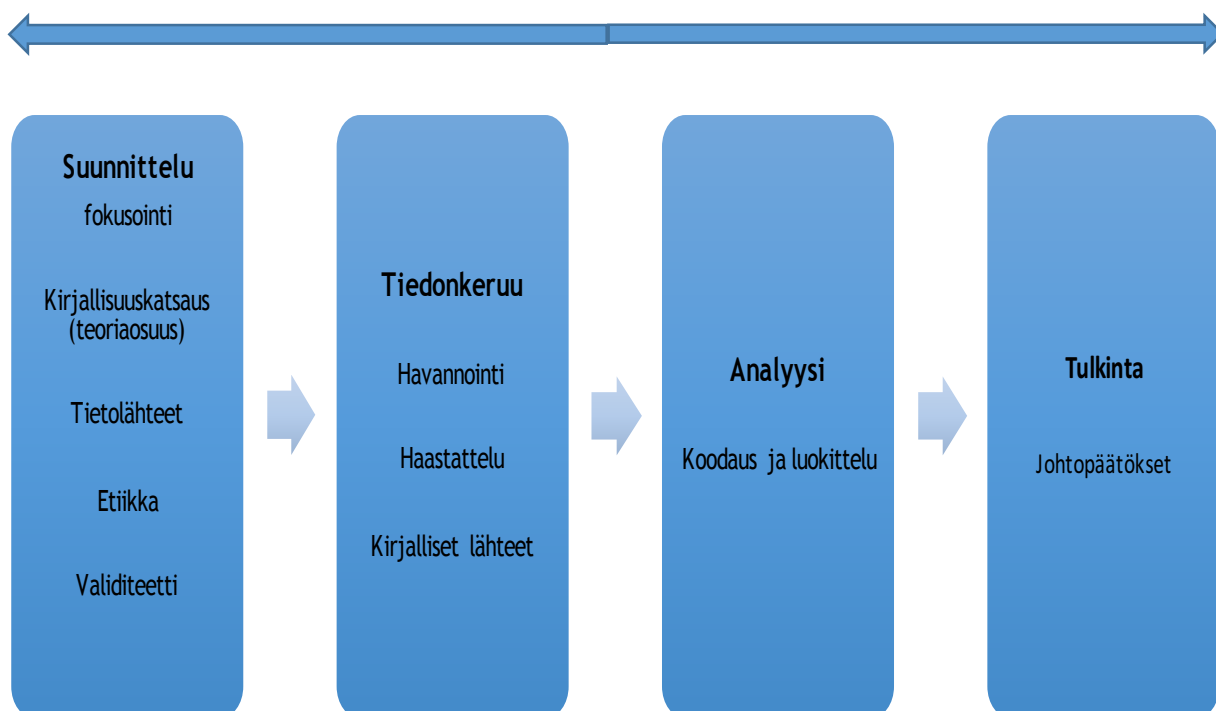 Suunnittelu
fokusointi
Kirjallisuuskatsaus
(teoriaosuus)
Tietolähteet
Etiikka
Validiteetti
Tiedonkeruu
Havannointi
Haastattelu
Kirjalliset lähteet
Analyysi
Koodaus ja luokittelu
Tulkinta
Johtopäätökset